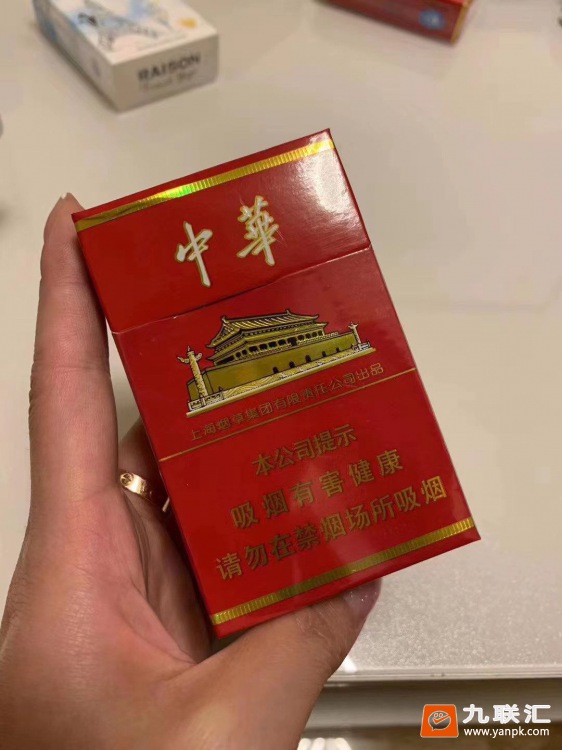 RAISON
中華
上海烟草集团有限责任公司出品
本公司提示
吸烟有害健康
请勿在禁烟场所吸烟
九联汇
www.yanpk.com